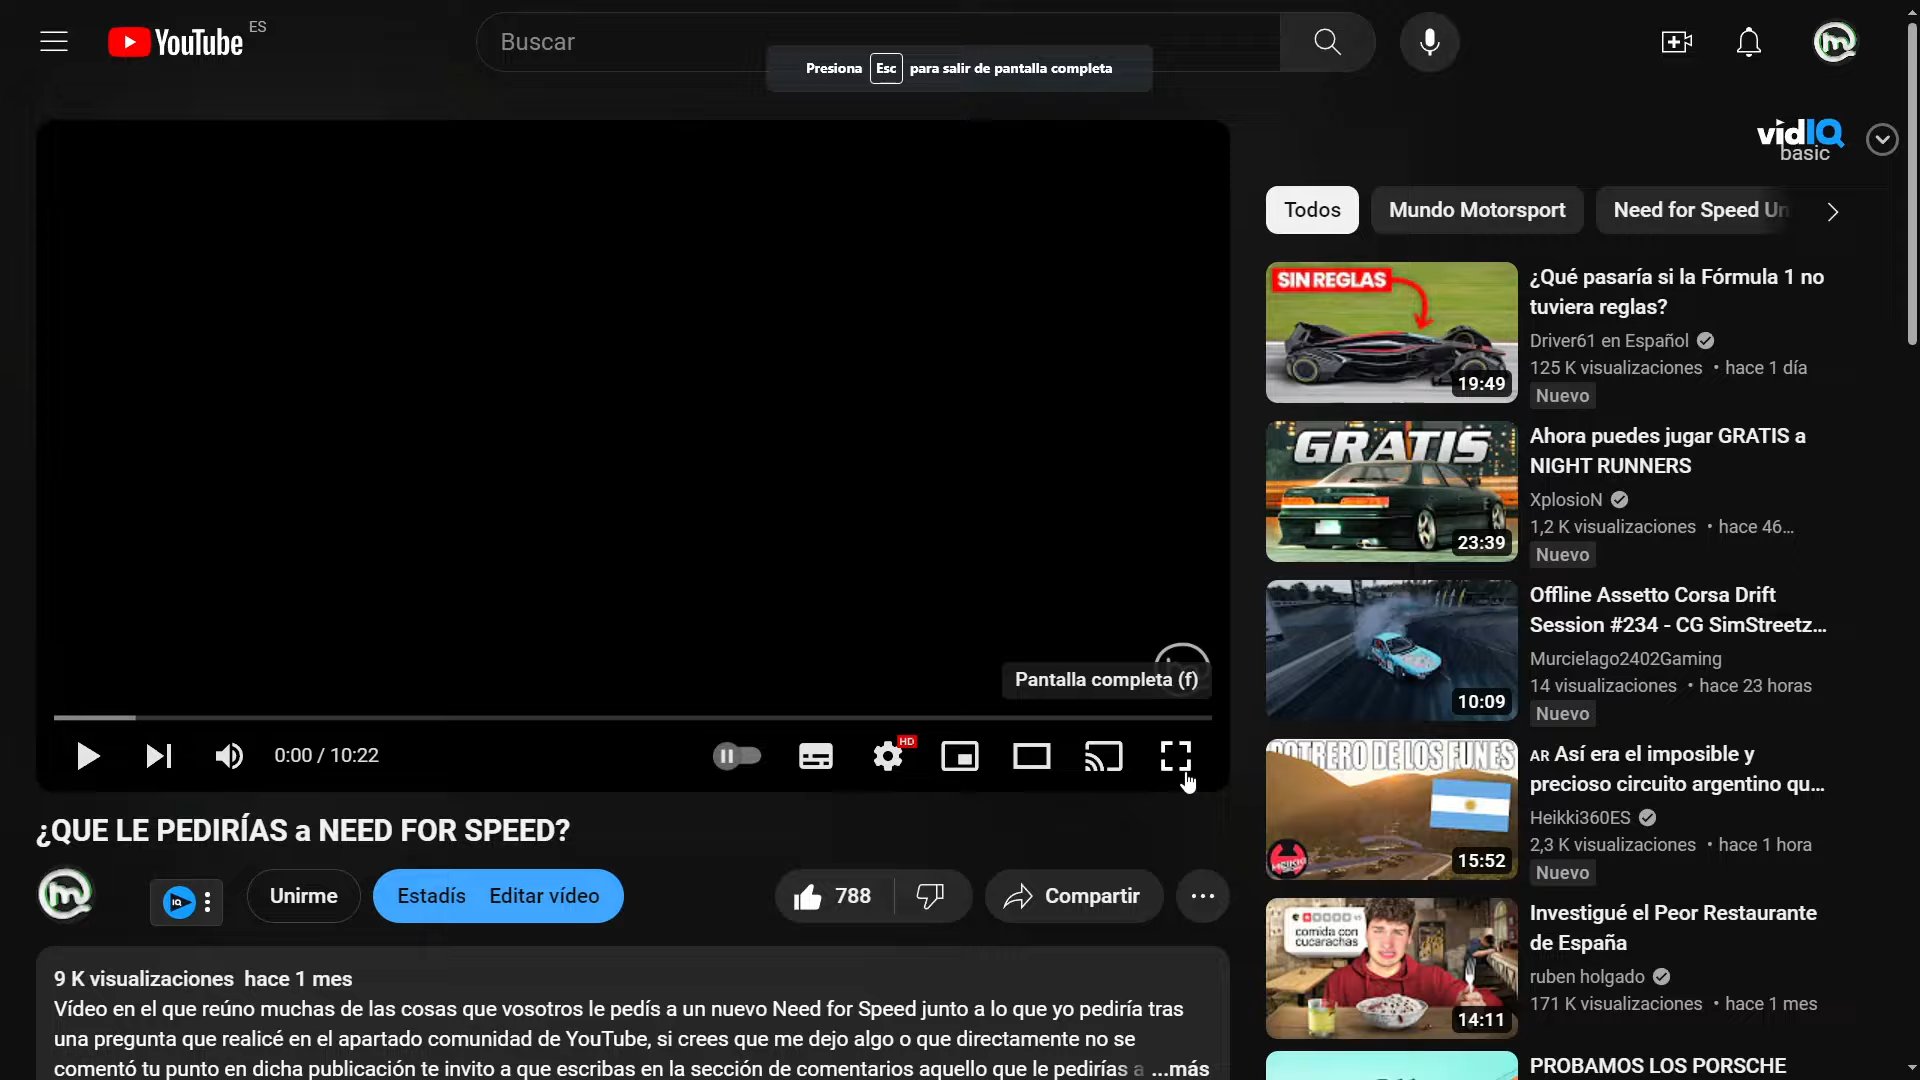 YouTube ES
Buscar
Presiona Esc para salir de pantalla completa
vidIQ
basic
Todos
Mundo Motorsport
Need for Speed Un
Pantalla completa (f)
0:00 / 10:22
HD
¿QUE LE PEDIRÍAS a NEED FOR SPEED?
IQ
Unirme
Estadís
Editar vídeo
788
Compartir
9 K visualizaciones hace 1 mes
Vídeo en el que reúno muchas de las cosas que vosotros le pedís a un nuevo Need for Speed junto a lo que yo pediría tras
una pregunta que realicé en el apartado comunidad de YouTube, si crees que me dejo algo o que directamente no se
comentó tu punto en dicha publicación te invito a que escribas en la sección de comentarios aquello que le pedirías a ...más
SIN REGLAS
19:49
¿Qué pasaría si la Fórmula 1 no
tuviera reglas?
Driver61 en Español
125 K visualizaciones • hace 1 día
Nuevo
GRATIS
23:39
Ahora puedes jugar GRATIS a
NIGHT RUNNERS
XplosioN
1,2 K visualizaciones • hace 46...
Nuevo
10:09
Offline Assetto Corsa Drift
Session #234 - CG SimStreetz...
Murcielago2402Gaming
14 visualizaciones • hace 23 horas
Nuevo
POTRERO DE LOS FUNES
HEIKKI
15:52
AR Así era el imposible y
precioso circuito argentino qu...
Heikki360ES
2,3 K visualizaciones • hace 1 hora
Nuevo
comida con
cucarachas
14:11
Investigué el Peor Restaurante
de España
ruben holgado
171 K visualizaciones • hace 1 mes
PROBAMOS LOS PORSCHE